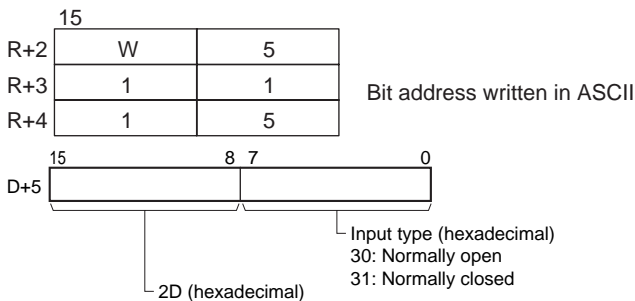 15
R+2 W 5
R+3 1 1
R+4 1 5
Bit address written in ASCII
15 8 7 0
D+5
Input type (hexadecimal)
30: Normally open
31: Normally closed
2D (hexadecimal)